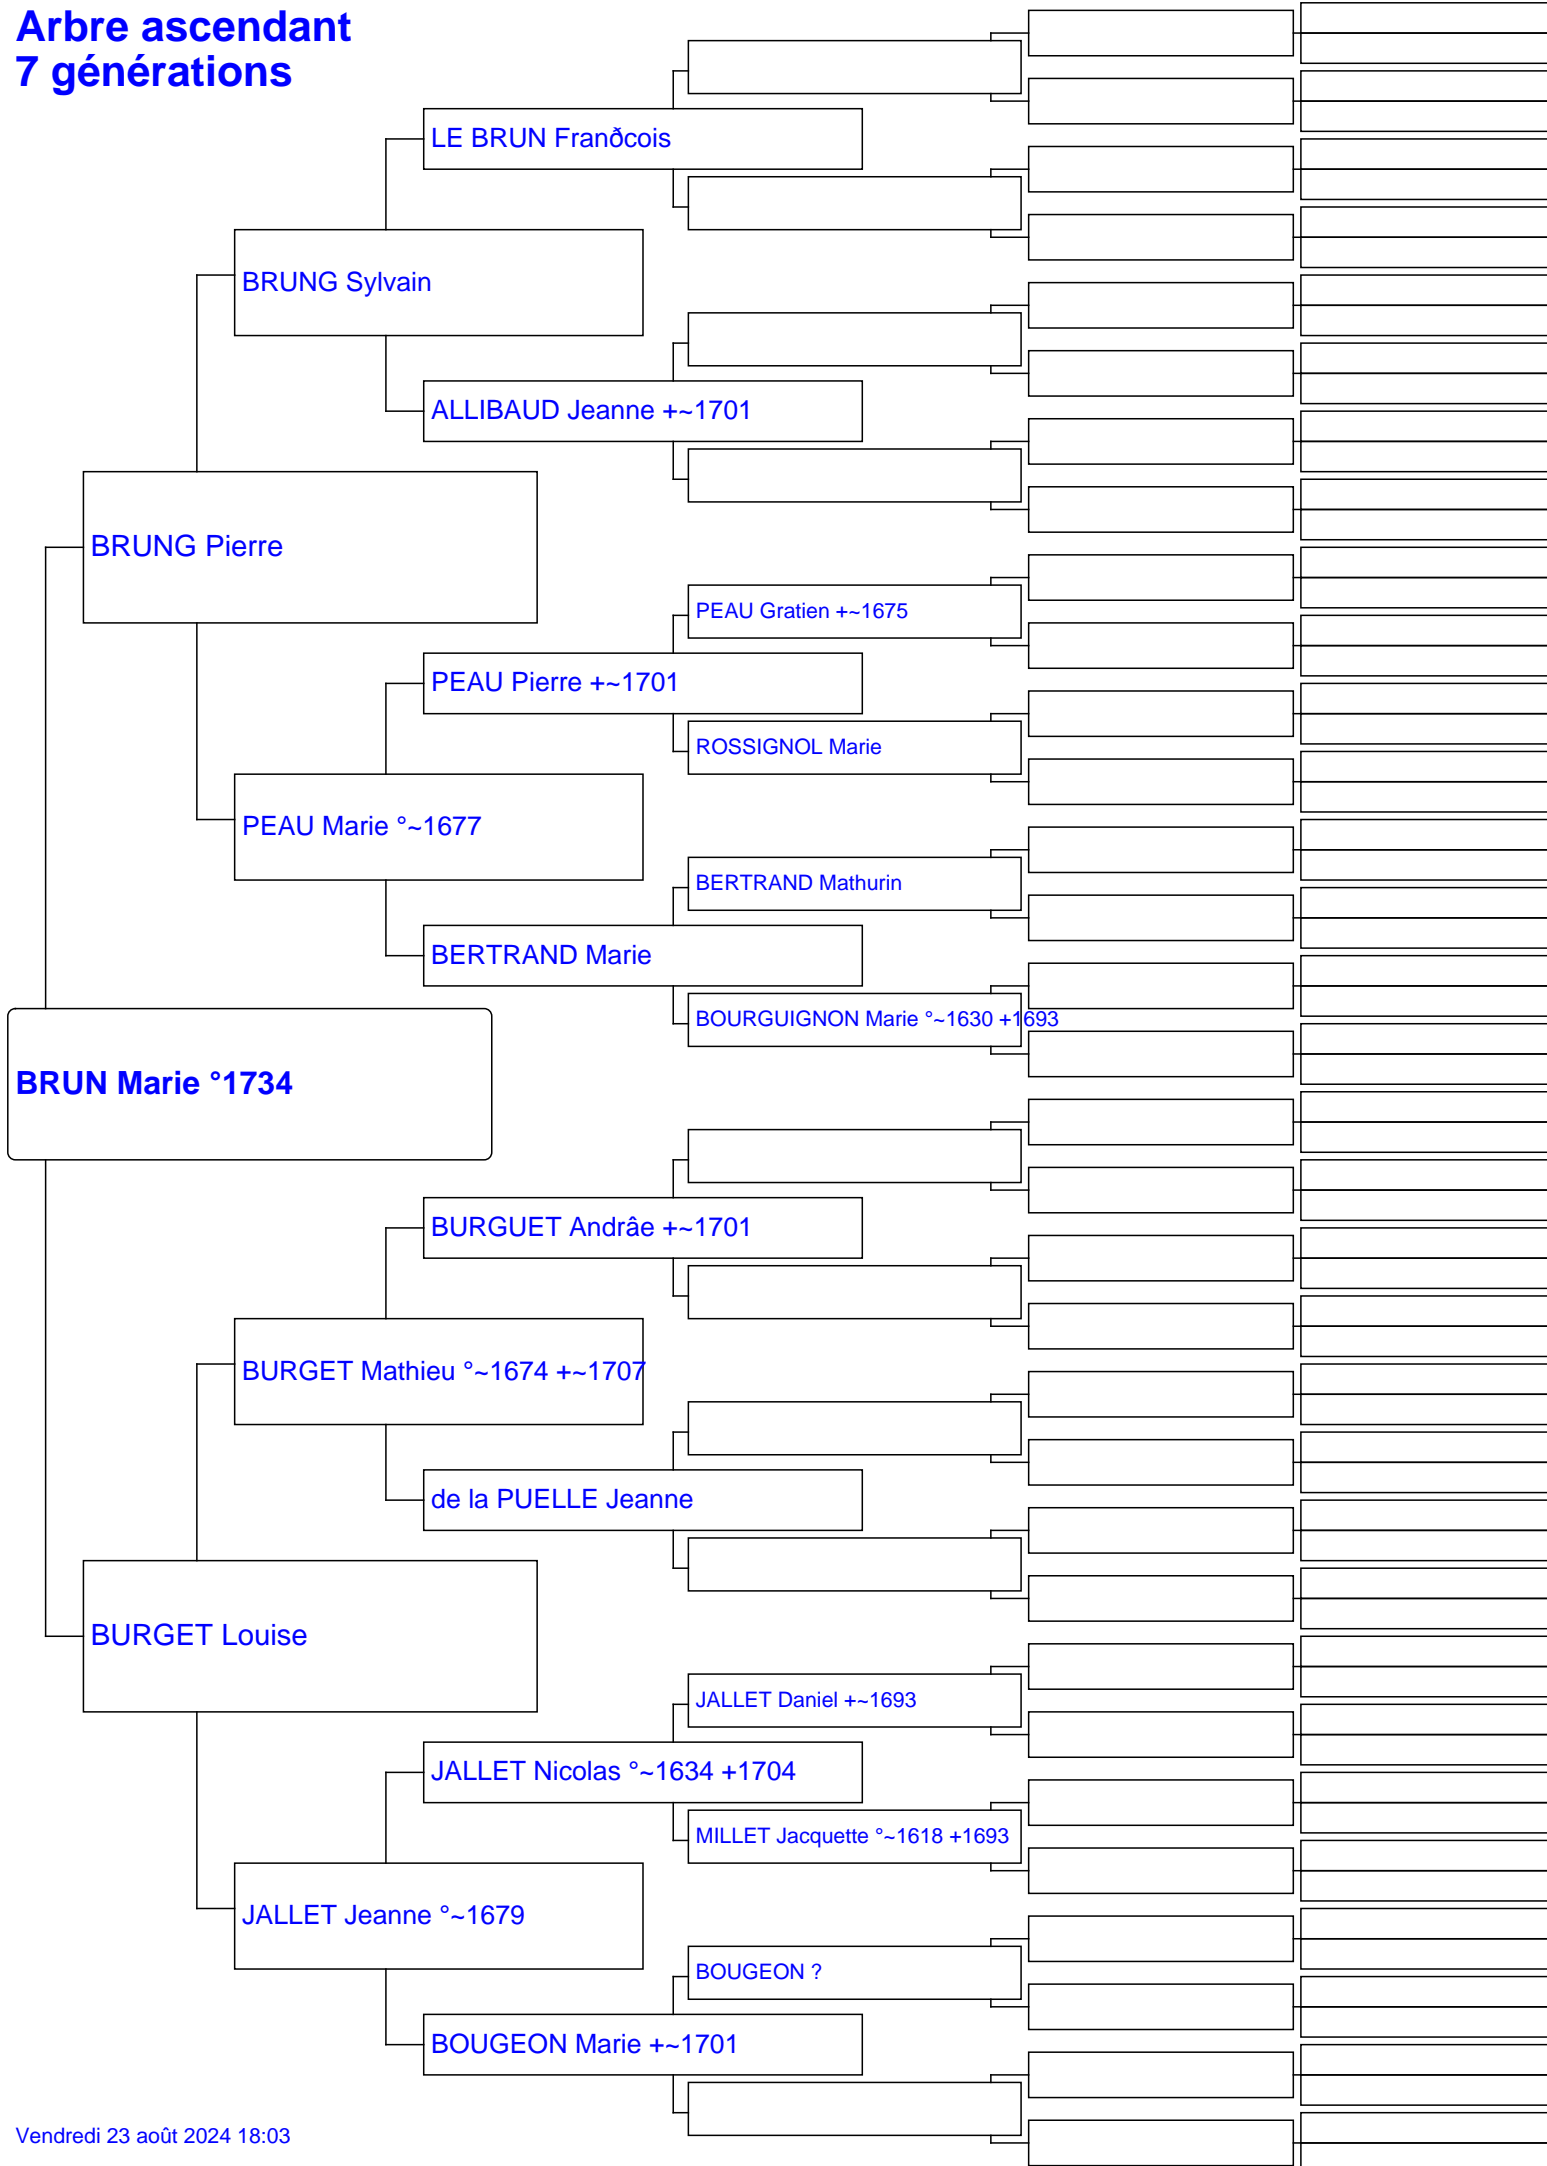 Arbre ascendant
7 générations
LE BRUN Franðcois
BRUNG Sylvain
ALLIBAUD Jeanne +~1701
BRUNG Pierre
PEAU Gratien +~1675
PEAU Pierre +~1701
ROSSIGNOL Marie
PEAU Marie °~1677
BERTRAND Mathurin
BERTRAND Marie
BOURGUIGNON Marie °~1630 +1693
BRUN Marie °1734
BURGUET Andrâe +~1701
BURGET Mathieu °~1674 +~1707
de la PUELLE Jeanne
BURGET Louise
JALLET Daniel +~1693
JALLET Nicolas °~1634 +1704
MILLET Jacquette °~1618 +1693
JALLET Jeanne °~1679
BOUGEON ?
BOUGEON Marie +~1701
Vendredi 23 août 2024 18:03